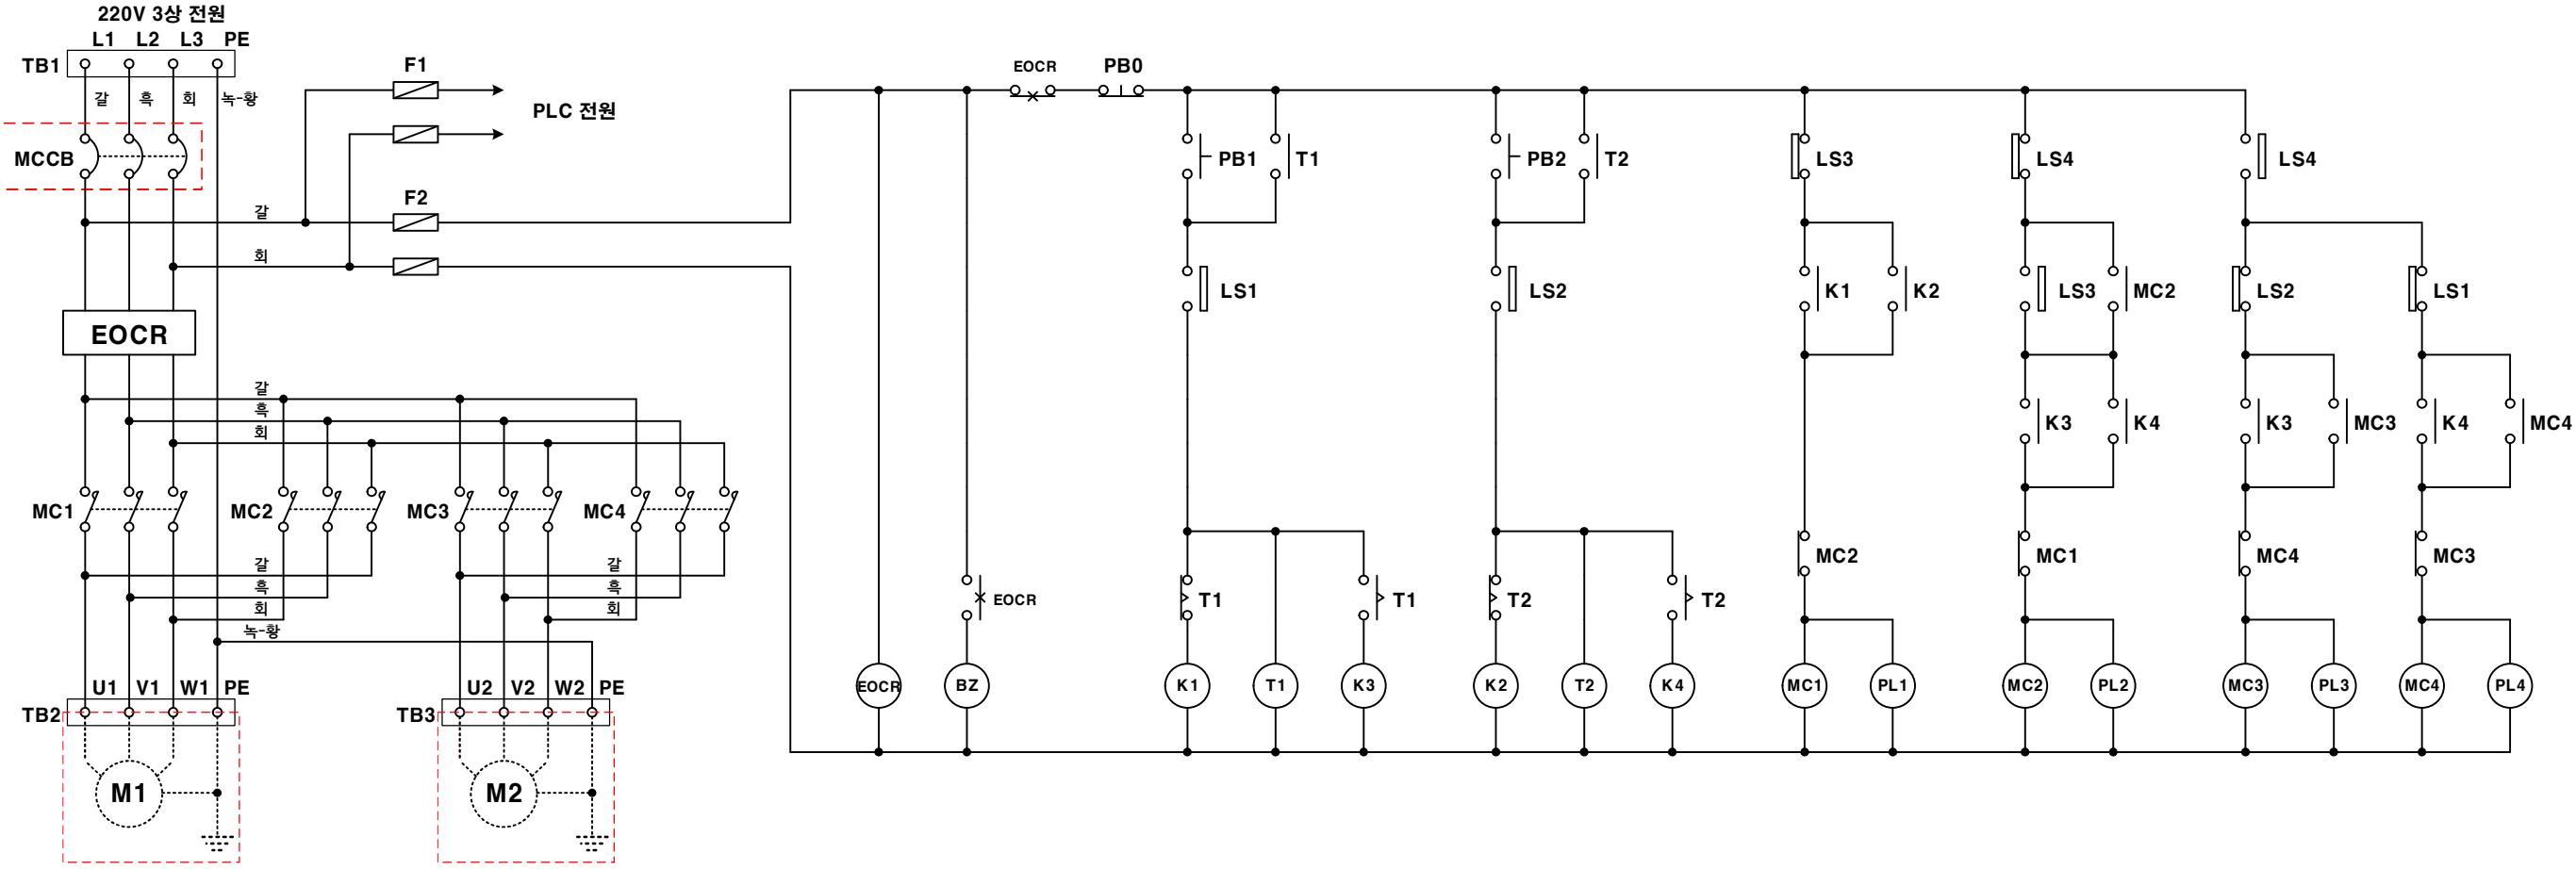 220V 3상 전원
L1 L2 L3 PE
TB1
갈 흑 회 녹-황
MCCB
F1
PLC 전원
F2
갈
회
EOCR
갈
흑
회
MC1 MC2 MC3 MC4
갈 갈
흑 흑
회 회
녹-황
U1 V1 W1 PE
TB2
U2 V2 W2 PE
TB3
M1 M2
EOCR PB0
PB1 T1 PB2 T2 LS3 LS4 LS4
LS1 LS2 K1 K2 LS3 MC2 LS2 LS1
K3 K4 K3 MC3 K4 MC4
MC2 MC1 MC4 MC3
EOCR T1 T1 T2 T2
EOCR BZ K1 T1 K3 K2 T2 K4 MC1 PL1 MC2 PL2 MC3 PL3 MC4 PL4